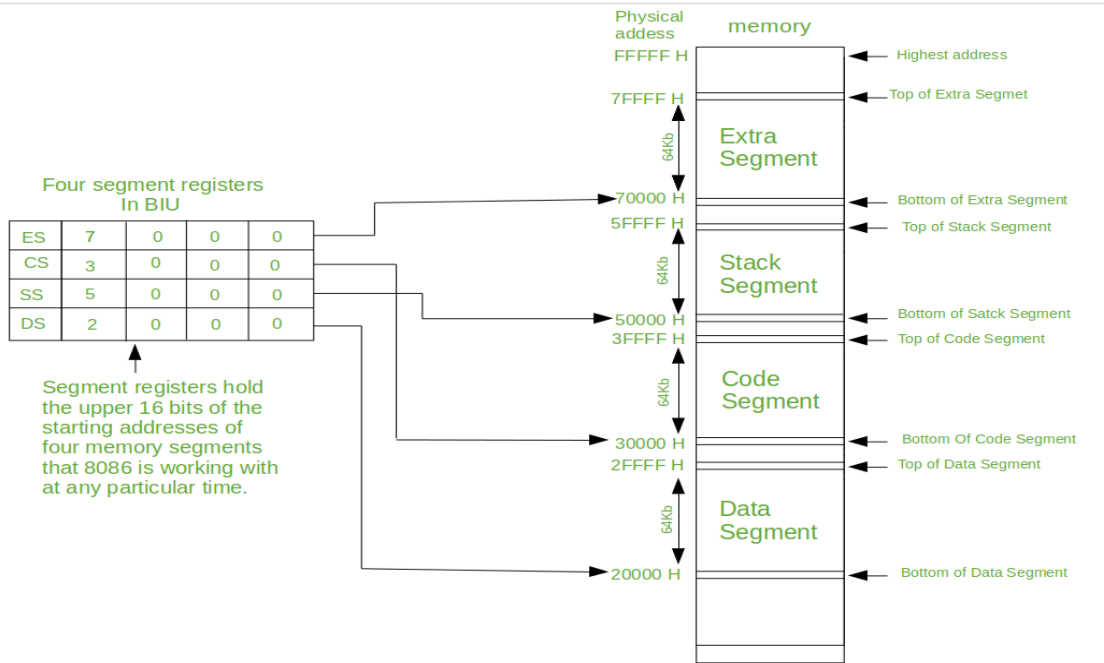 Physical
addess
memory
FFFFF H
Highest address
7FFFF H
Top of Extra Segmet
64Kb
Extra
Segment
Four segment registers
In BIU
70000 H
Bottom of Extra Segment
5FFFF H
Top of Stack Segment
ES 7 0 0 0
CS 3 0 0 0
SS 5 0 0 0
DS 2 0 0 0
64Kb
Stack
Segment
50000 H
Bottom of Satck Segment
3FFFF H
Top of Code Segment
Segment registers hold
the upper 16 bits of the
starting addresses of
four memory segments
that 8086 is working with
at any particular time.
64Kb
Code
Segment
30000 H
Bottom Of Code Segment
2FFFF H
Top of Data Segment
64Kb
Data
Segment
20000 H
Bottom of Data Segment